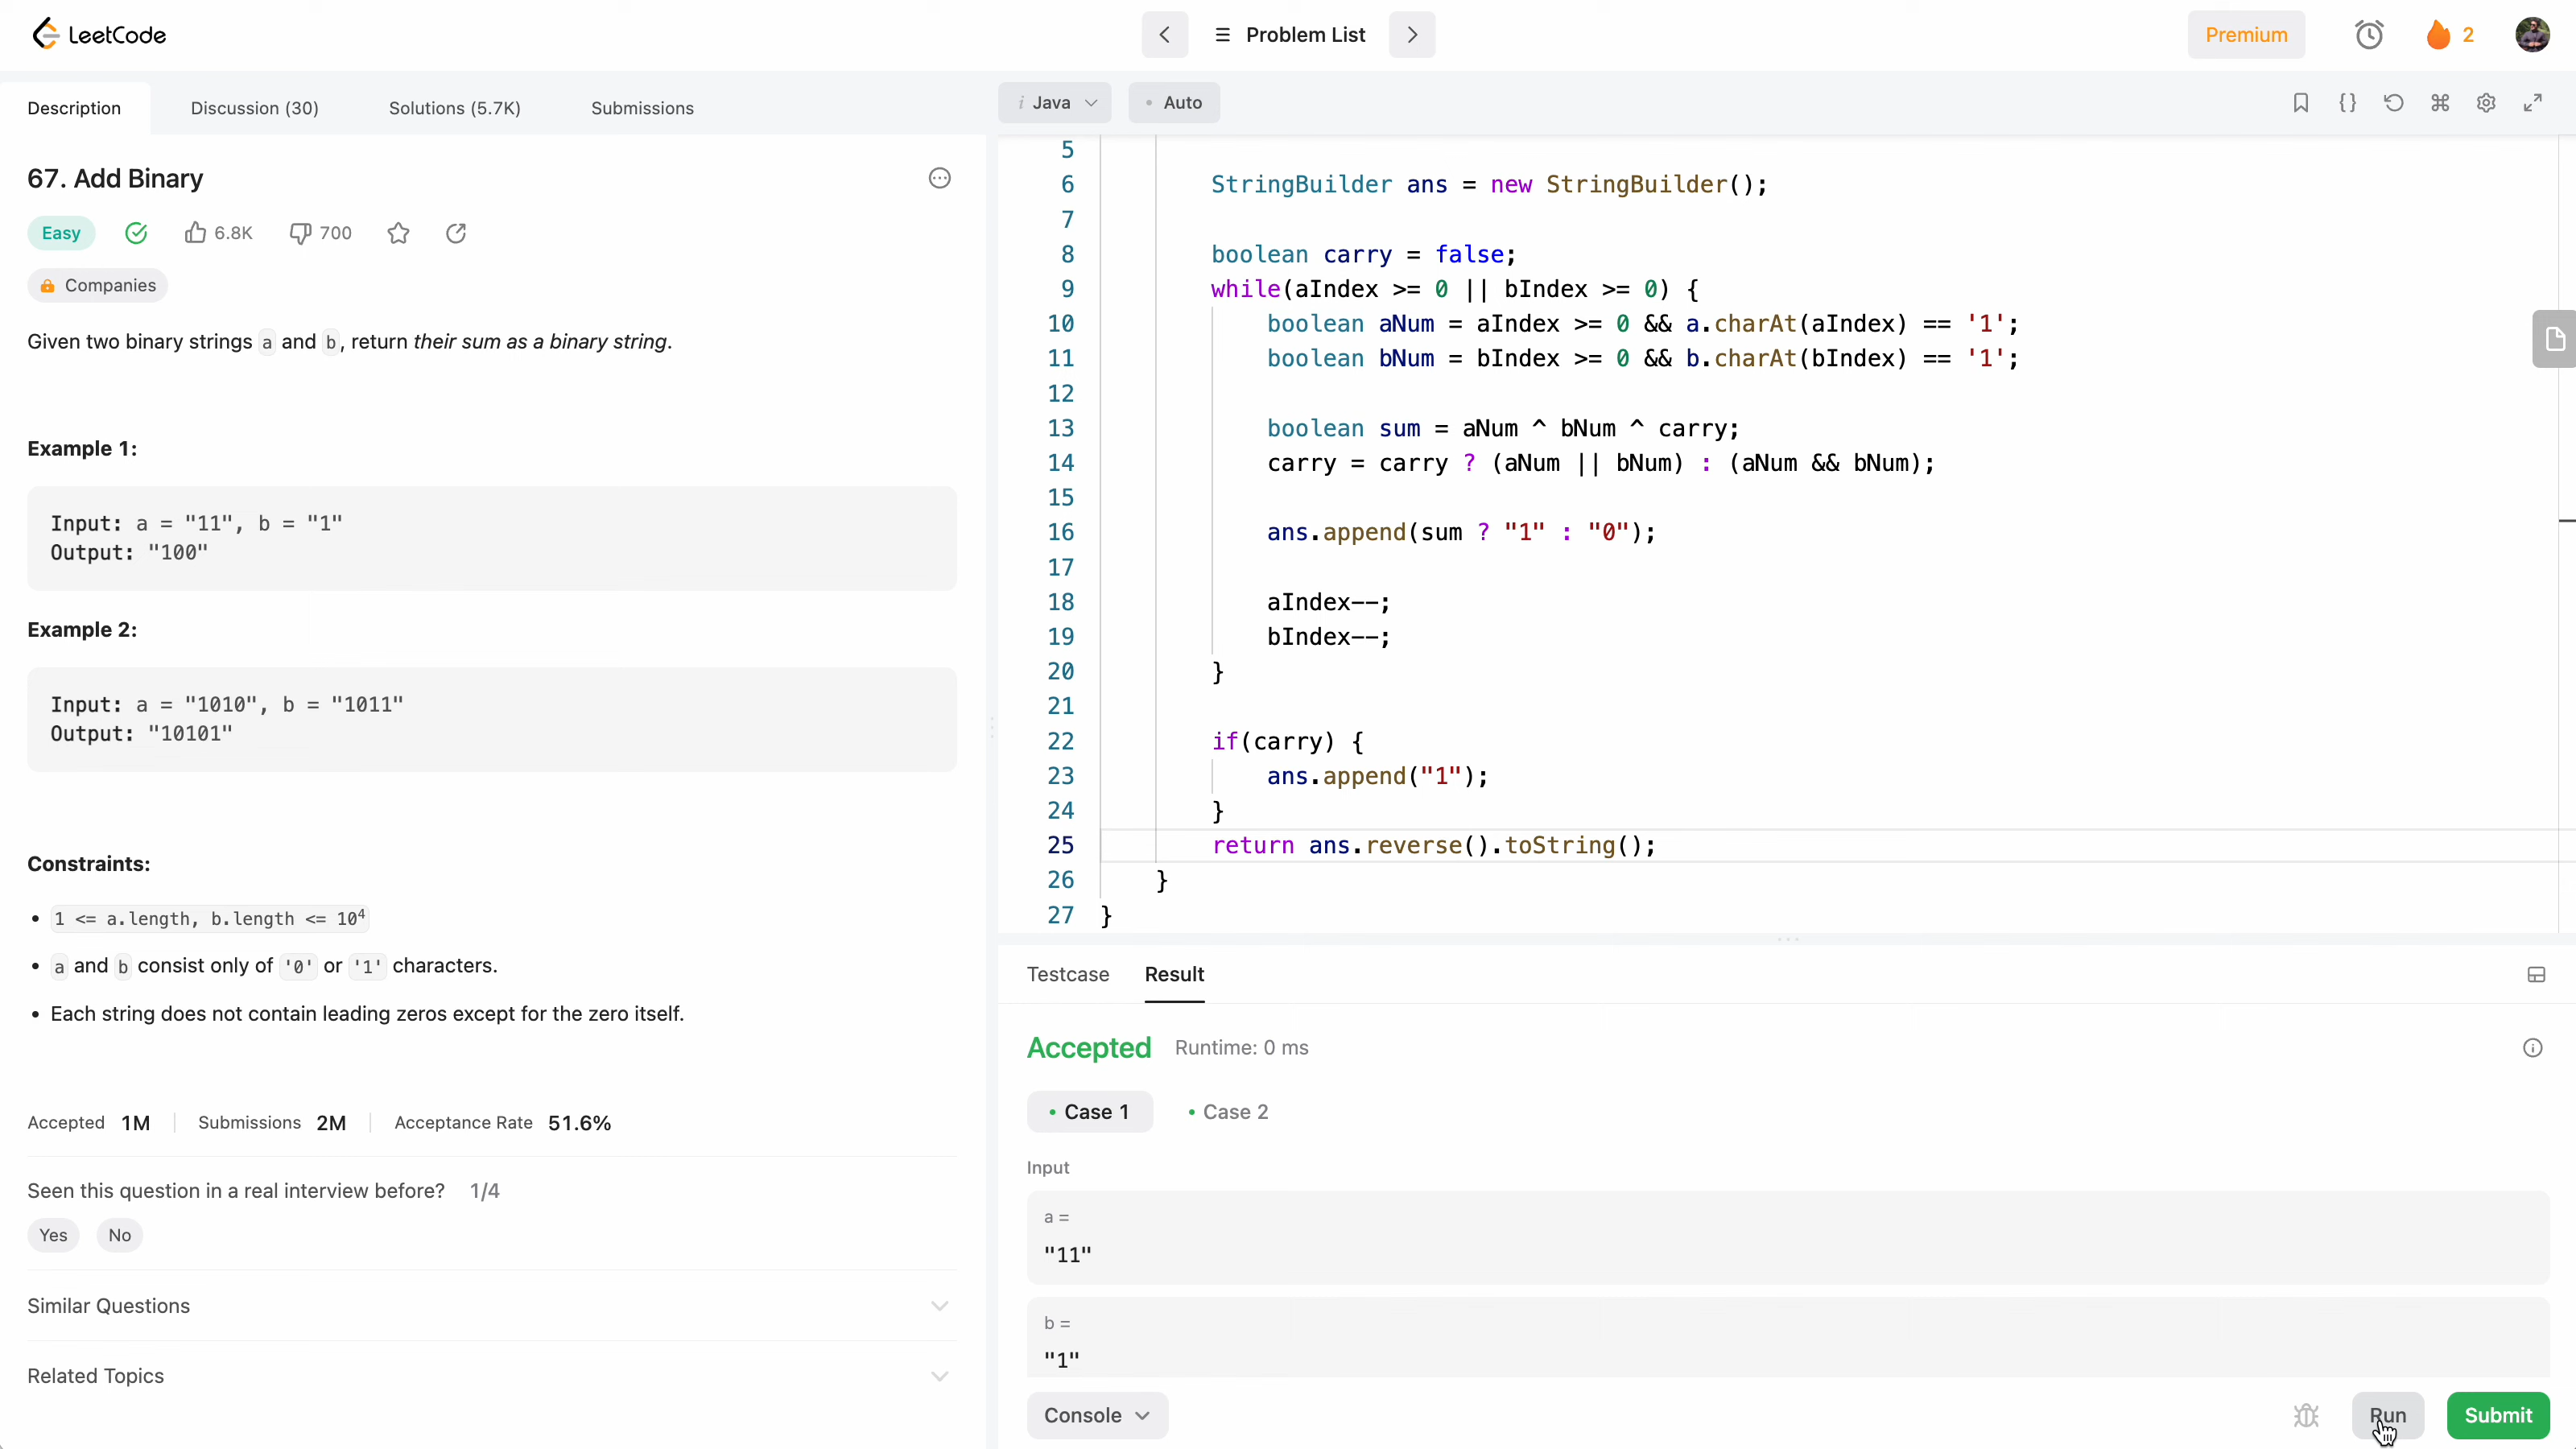 LeetCode
Problem List
Premium
2
Description
Discussion (30)
Solutions (5.7K)
Submissions
67. Add Binary
Easy
6.8K
700
Companies
Given two binary strings a and b, return their sum as a binary string.
Example 1:
Input: a = "11", b = "1"
Output: "100"
Example 2:
Input: a = "1010", b = "1011"
Output: "10101"
Constraints:
• 1 <= a.length, b.length <= 10⁴
• a and b consist only of '0' or '1' characters.
• Each string does not contain leading zeros except for the zero itself.
Accepted 1M
Submissions 2M
Acceptance Rate 51.6%
Seen this question in a real interview before? 1/4
Yes
No
Similar Questions
Related Topics
i Java
• Auto
{}
5
6 StringBuilder ans = new StringBuilder();
7
8 boolean carry = false;
9 while(aIndex >= 0 || bIndex >= 0) {
10 boolean aNum = aIndex >= 0 && a.charAt(aIndex) == '1';
11 boolean bNum = bIndex >= 0 && b.charAt(bIndex) == '1';
12
13 boolean sum = aNum ^ bNum ^ carry;
14 carry = carry ? (aNum || bNum) : (aNum && bNum);
15
16 ans.append(sum ? "1" : "0");
17
18 aIndex--;
19 bIndex--;
20 }
21
22 if(carry) {
23 ans.append("1");
24 }
25 return ans.reverse().toString();
26 }
27 }
Testcase
Result
Accepted Runtime: 0 ms
• Case 1
• Case 2
Input
a =
"11"
b =
"1"
Console
Run
Submit